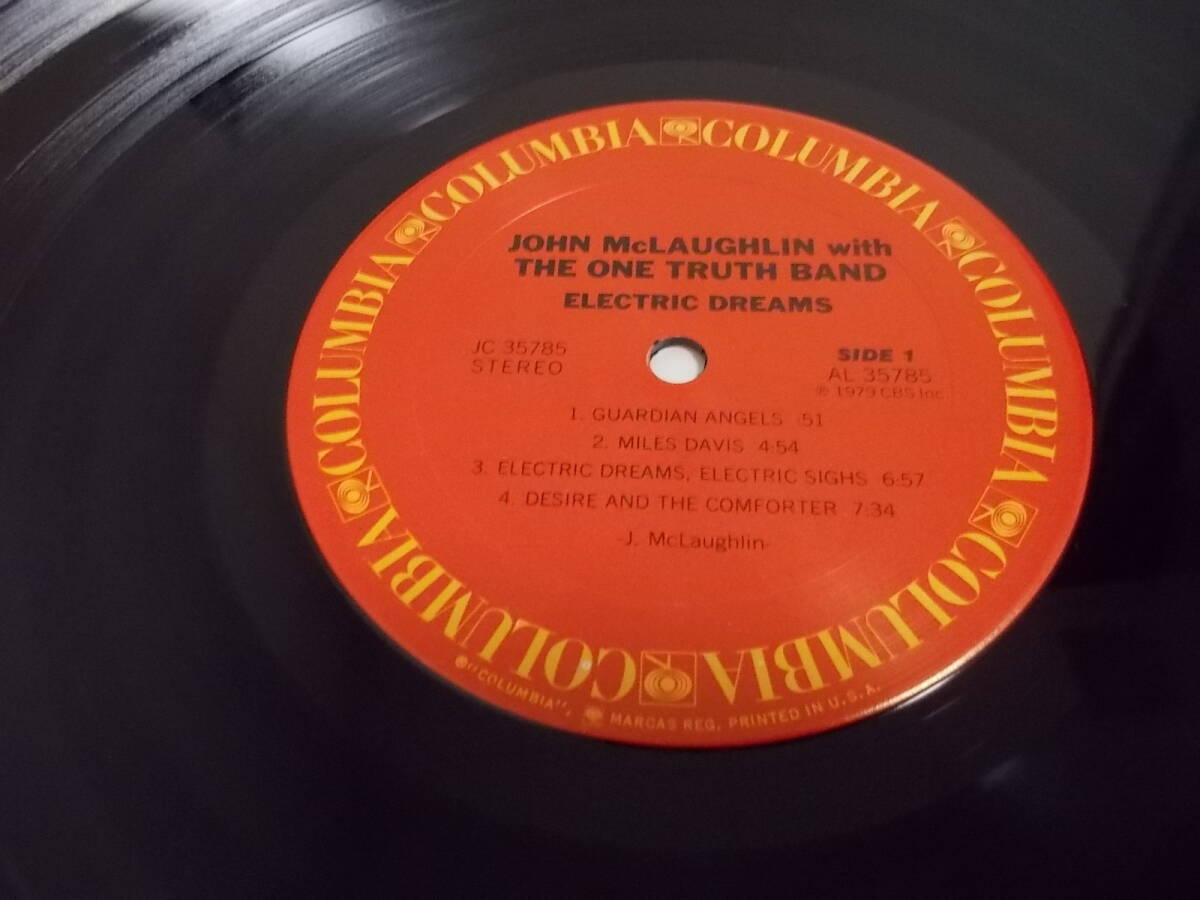 COLUMBIA COLUMBIA COLUMBIA COLUMBIA COLUMBIA COLUMBIA COLUMBIA COLUMBIA
JOHN McLAUGHLIN with
THE ONE TRUTH BAND
ELECTRIC DREAMS
JC 35785
STEREO
SIDE 1
AL 35785
℗ 1979 CBS Inc.
1. GUARDIAN ANGELS :51
2. MILES DAVIS 4:54
3. ELECTRIC DREAMS, ELECTRIC SIGHS 6:57
4. DESIRE AND THE COMFORTER 7:34
-J. McLaughlin-
®"COLUMBIA", MARCAS REG. PRINTED IN U.S.A.